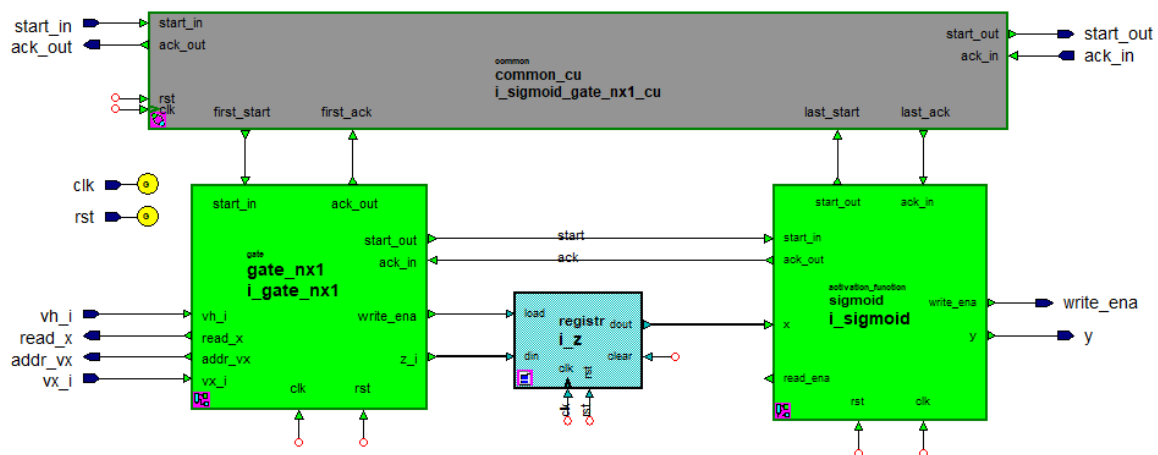 start_in
ack_out
start_in
ack_out
rst
clk
first_start
first_ack
common
common_cu
i_sigmoid_gate_nx1_cu
last_start
last_ack
start_out
ack_in
start_out
ack_in
clk
G
rst
G
start_in
ack_out
start_out
ack_in
gate
gate_nx1
i_gate_nx1
vh_i
read_x
addr_vx
vx_i
vh_i
read_x
addr_vx
vx_i
write_ena
z_i
clk
rst
start
ack
load
registr
i_z
dout
din
clear
clk
rst
clk
rst
start_out
ack_in
start_in
ack_out
activation_function
sigmoid
i_sigmoid
x
read_ena
write_ena
y
rst
clk
write_ena
y